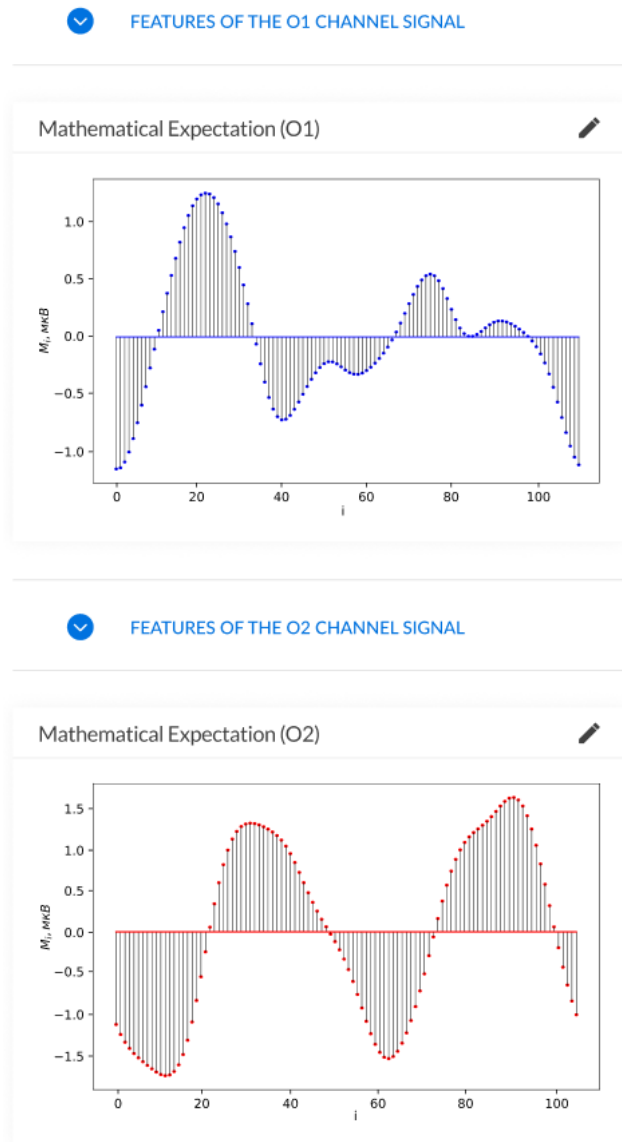 FEATURES OF THE O1 CHANNEL SIGNAL
Mathematical Expectation (O1)
1.0
0.5
0.0
−0.5
−1.0
Mᵢ, мкВ
0 20 40 60 80 100
i
FEATURES OF THE O2 CHANNEL SIGNAL
Mathematical Expectation (O2)
1.5
1.0
0.5
0.0
−0.5
−1.0
−1.5
Mᵢ, мкВ
0 20 40 60 80 100
i